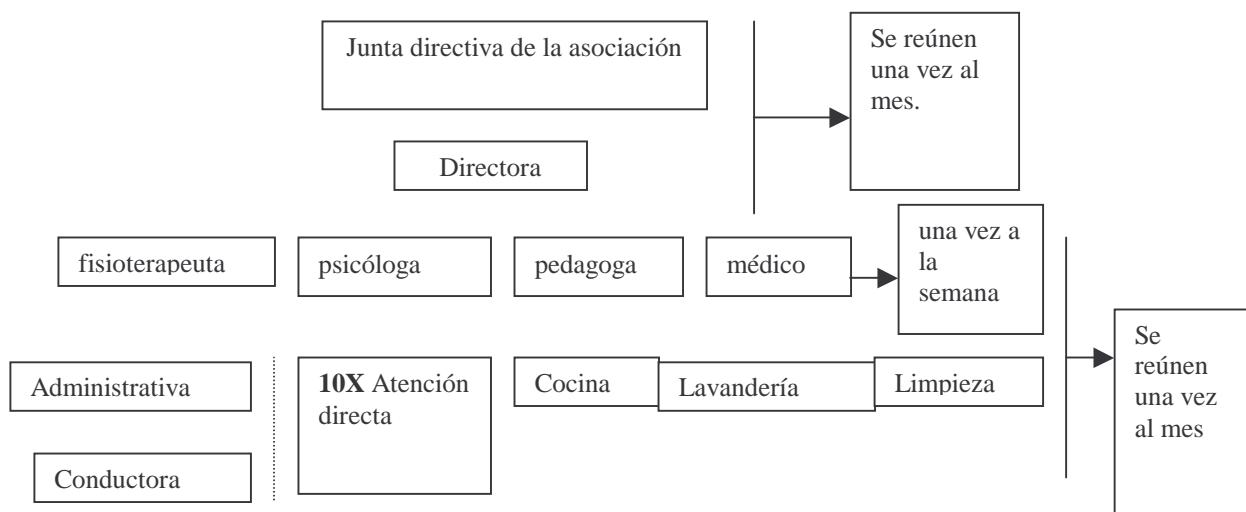 Junta directiva de la asociación
Se reúnen
una vez al
mes.
Directora
fisioterapeuta
psicóloga
pedagoga
médico
una vez a
la
semana
Administrativa
Conductora
10X Atención
directa
Cocina
Lavandería
Limpieza
Se
reúnen
una vez
al mes